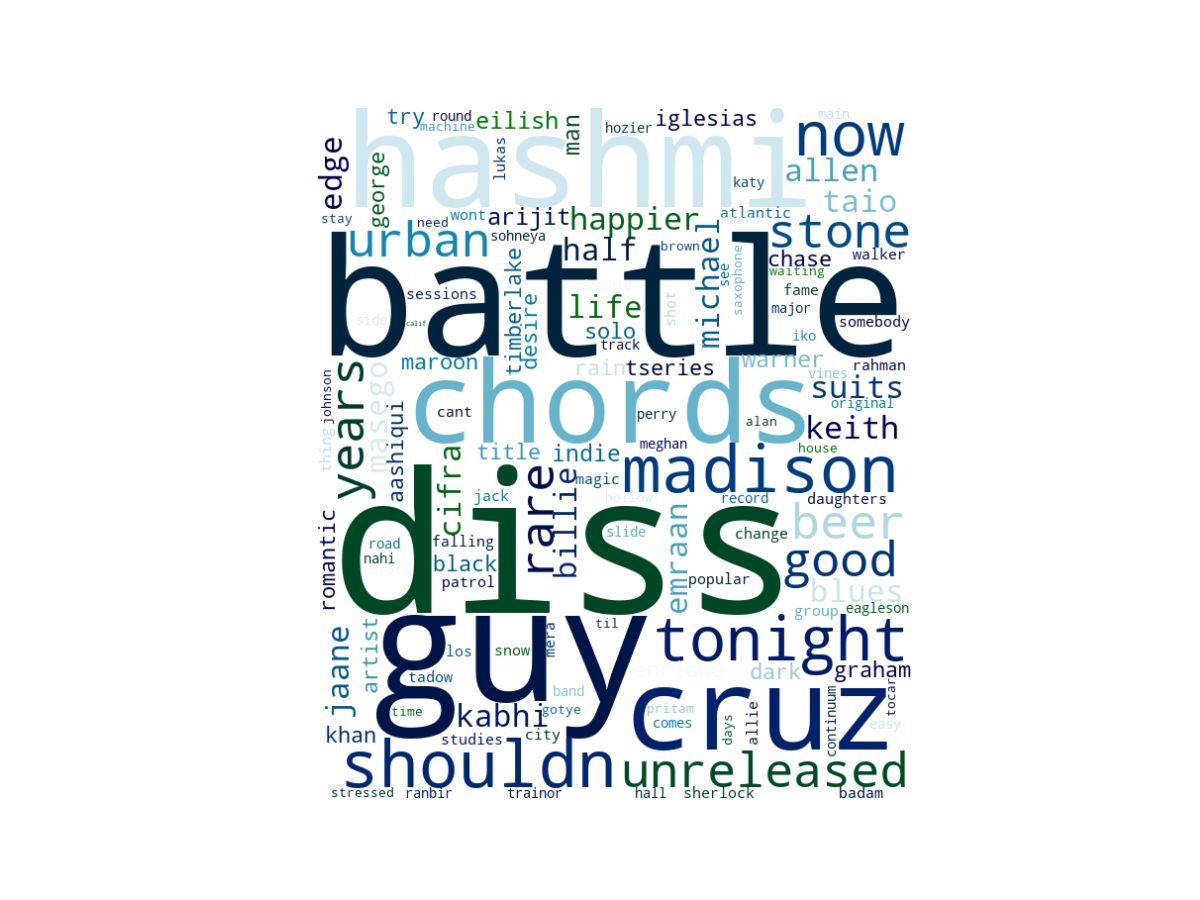 hashmi
try
round
machine
eilish
man
hozier
iglesias
main
now
edge
george
lukas
katy
allen
taio
stay
need
wont
arijit
happier
atlantic
stone
urban
sohneya
half
brown
michael
see
saxophone
chase
walker
battle
sessions
timberlake
desire
life
shot
waiting
fame
major
somebody
side
calif
solo
track
iko
maroon
rain
tseries
warner
vines
rahman
johnson
years
masego
chords
suits
original
aashiqui
cant
perry
alan
keith
thing
meghan
house
cifra
title
indie
madison
rare
billie
magic
jack
hollow
record
daughters
diss
romantic
road
nahi
falling
black
patrol
slide
emraan
change
beer
good
popular
blues
group
eagleson
guy
jaane
artist
los
snow
mera
til
tonight
tadow
enrique
dark
graham
band
time
kabhi
gotye
pritam
comes
cruz
days
allie
continuum
tocar
easy
khan
studies
city
shouldn
unreleased
stressed
ranbir
trainor
hall
sherlock
badam